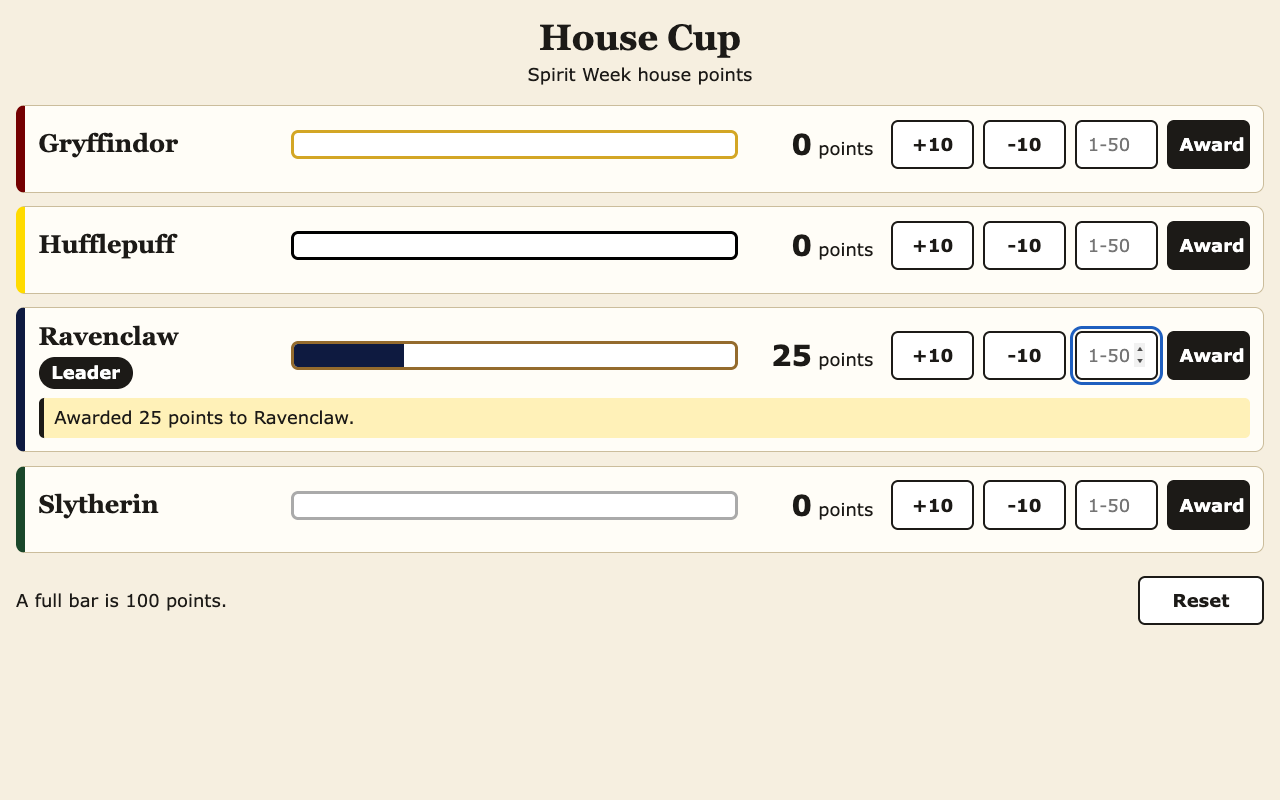 House Cup
Spirit Week house points
Gryffindor 0 points +10 -10 1-50 Award
Hufflepuff 0 points +10 -10 1-50 Award
Ravenclaw
Leader
25 points +10 -10 1-50 Award
Awarded 25 points to Ravenclaw.
Slytherin 0 points +10 -10 1-50 Award
A full bar is 100 points. Reset